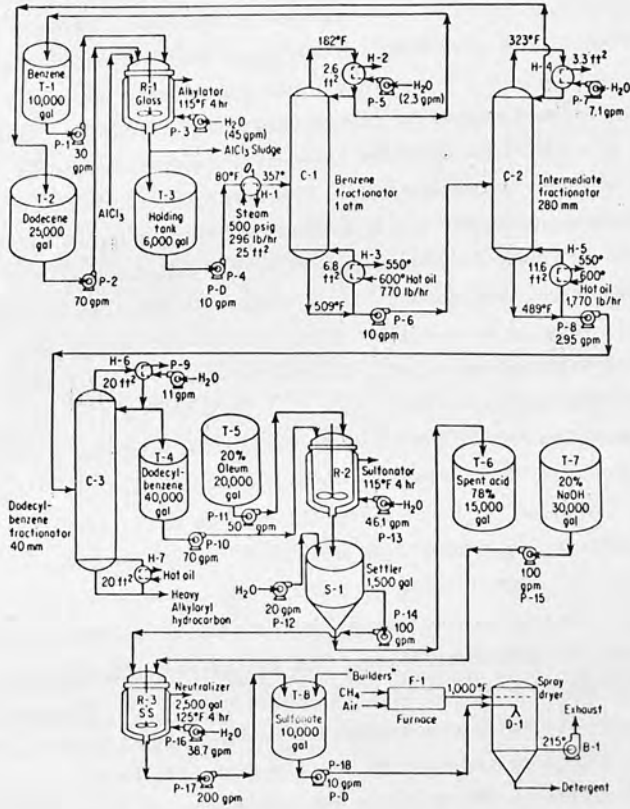 Benzene
T-1
10,000
gal
P-1
30
gpm
T-2
Dodecene
25,000
gal
P-2
70 gpm
AlCl3
R-1
Glass
Alkylator
115°F 4 hr
P-3
H2O
(45 gpm)
AlCl3 Sludge
T-3
Holding
tank
6,000 gal
P-4
P-D
10 gpm
80°F
357°
H-1
Steam
500 psig
296 lb/hr
25 ft2
182°F
H-2
2.6
ft2
P-5
H2O
(2.3 gpm)
C-1
Benzene
fractionator
1 atm
H-3
6.8
ft2
550°
600°
Hot oil
770 lb/hr
509°F
P-6
10 gpm
323°F
H-4
3.3 ft2
H2O
P-7
7.1 gpm
C-2
Intermediate
fractionator
280 mm
H-5
11.6
ft2
550°
600°
Hot oil
1,770 lb/hr
489°F
P-8
2.95 gpm
H-6
20 ft2
P-9
H2O
11 gpm
C-3
Dodecyl-
benzene
fractionator
40 mm
H-7
20 ft2
Hot oil
Heavy
Alkylaryl
hydrocarbon
T-4
Dodecyl-
benzene
40,000
gal
P-10
70 gpm
T-5
20%
Oleum
20,000
gal
P-11
50 gpm
R-2
Sulfonator
115°F 4 hr
H2O
46.1 gpm
P-13
Settler
1,500 gal
S-1
H2O
20 gpm
P-12
P-14
100
gpm
T-6
Spent acid
78%
15,000
gal
T-7
20%
NaOH
30,000
gal
100
gpm
P-15
R-3
SS
Neutralizer
2,500 gal
125°F 4 hr
P-16
H2O
38.7 gpm
P-17
200 gpm
"Builders"
T-8
Sulfonate
10,000
gal
P-18
10 gpm
P-D
CH4
Air
F-1
Furnace
1,000°F
Spray
dryer
D-1
Exhaust
215°
B-1
Detergent